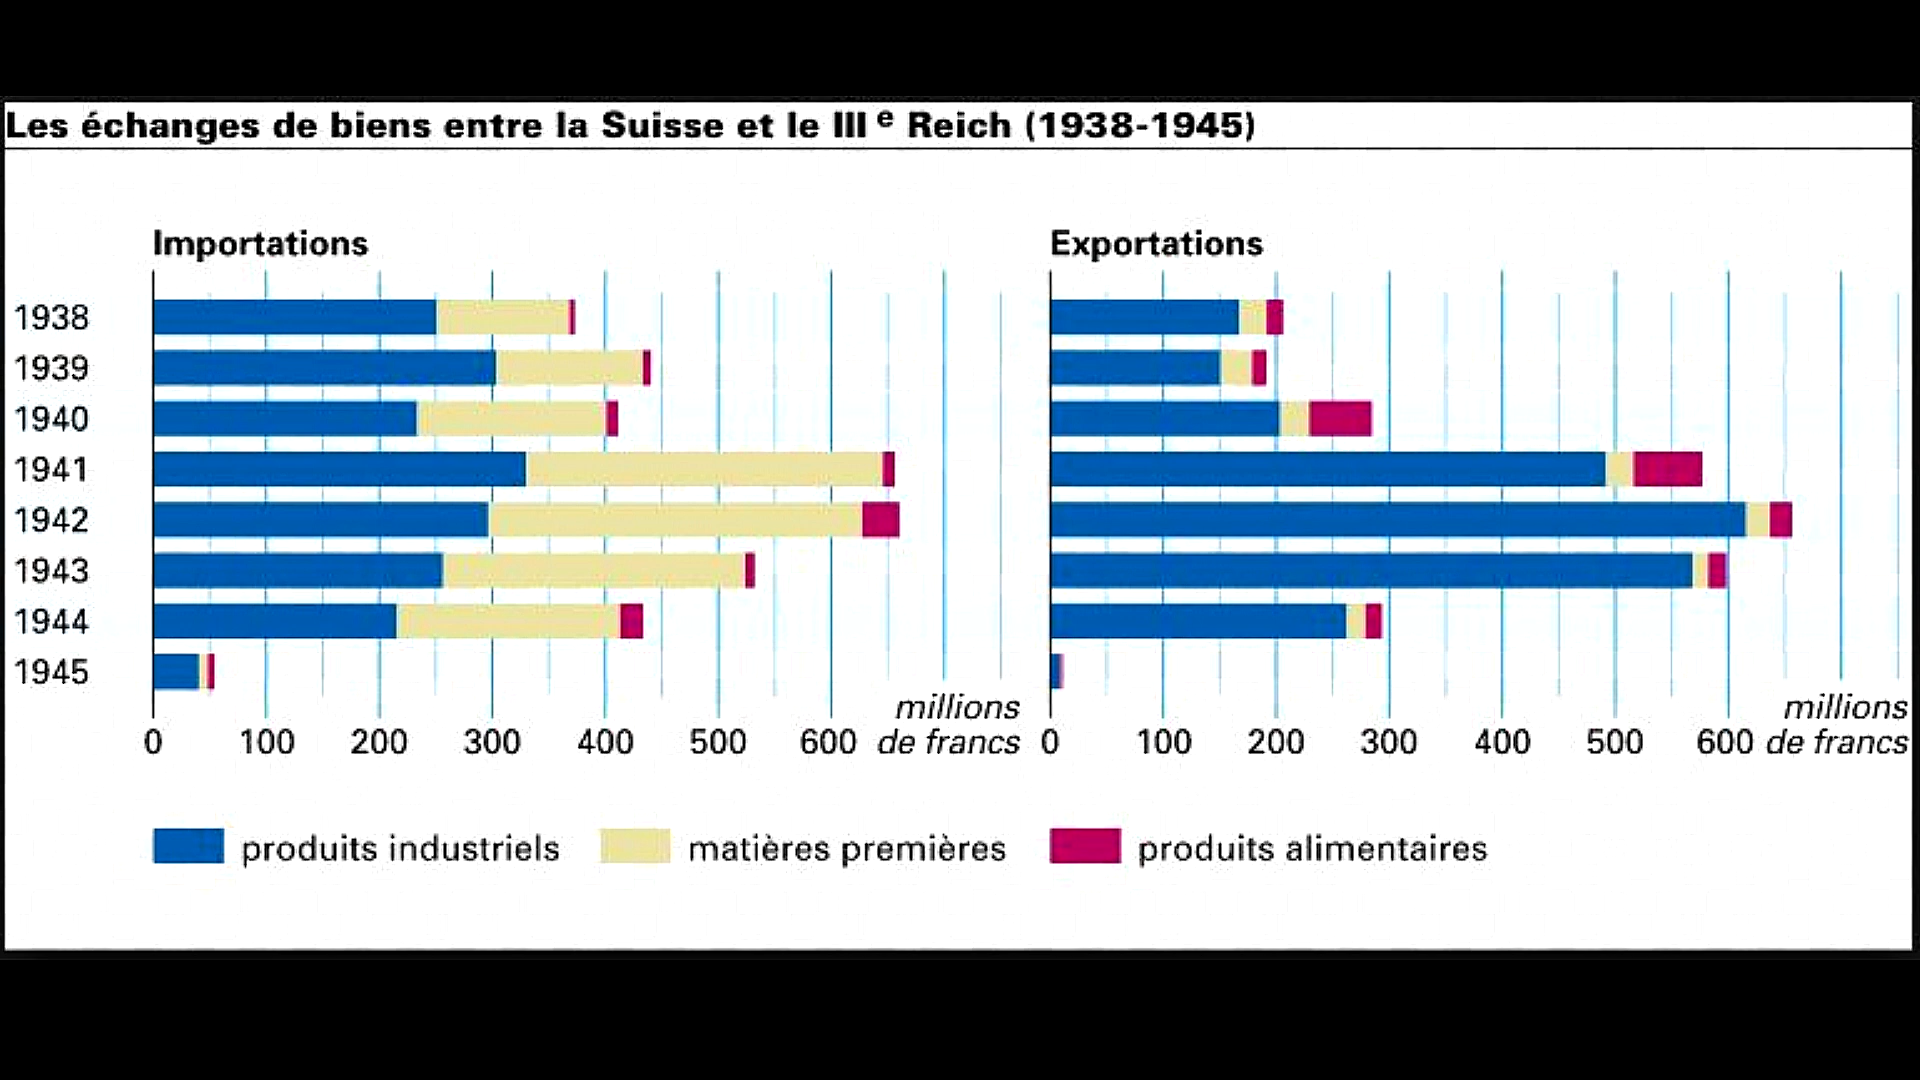 Les échanges de biens entre la Suisse et le IIIe Reich (1938-1945)
Importations
Exportations
1938
1939
1940
1941
1942
1943
1944
1945
millions
de francs
0 100 200 300 400 500 600
millions
de francs
0 100 200 300 400 500 600
produits industriels
matières premières
produits alimentaires